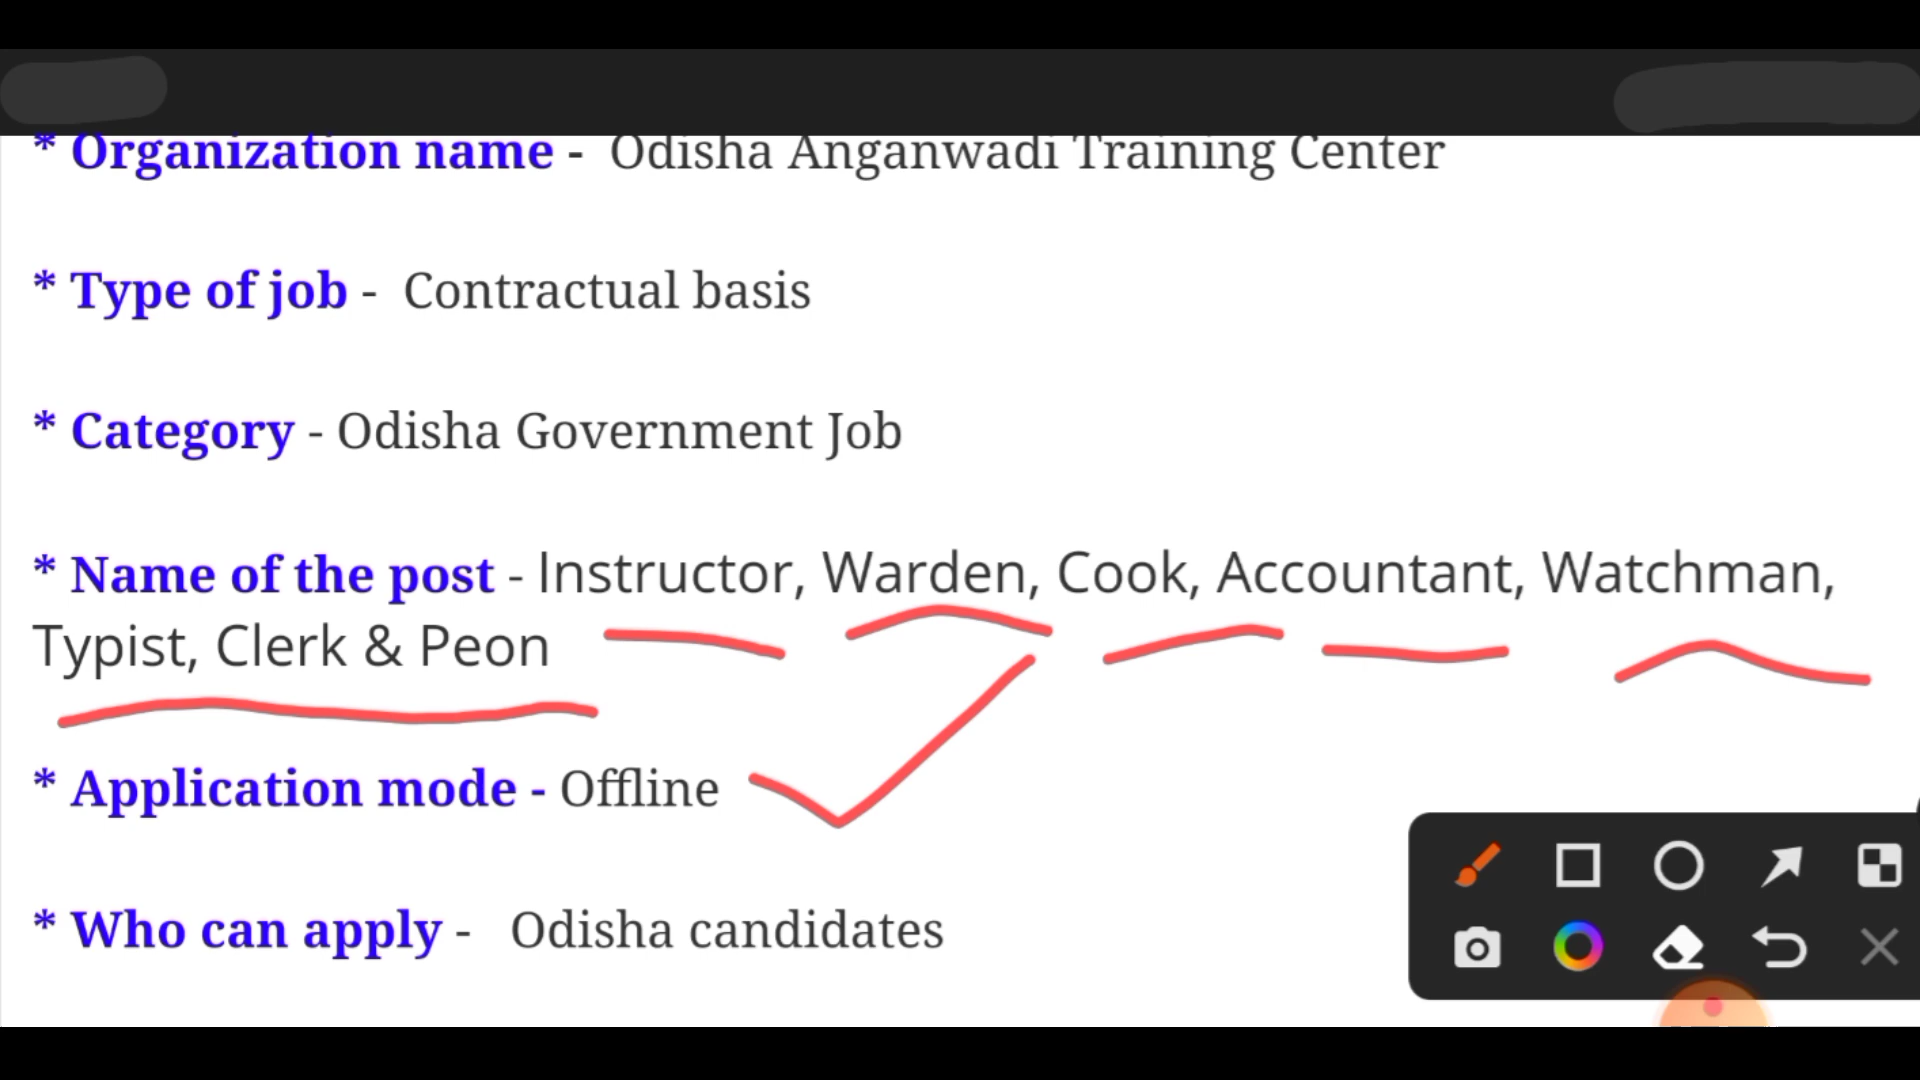 * Organization name - Odisha Anganwadi Training Center
* Type of job - Contractual basis
* Category - Odisha Government Job
* Name of the post - Instructor, Warden, Cook, Accountant, Watchman,
Typist, Clerk & Peon
* Application mode - Offline
* Who can apply - Odisha candidates